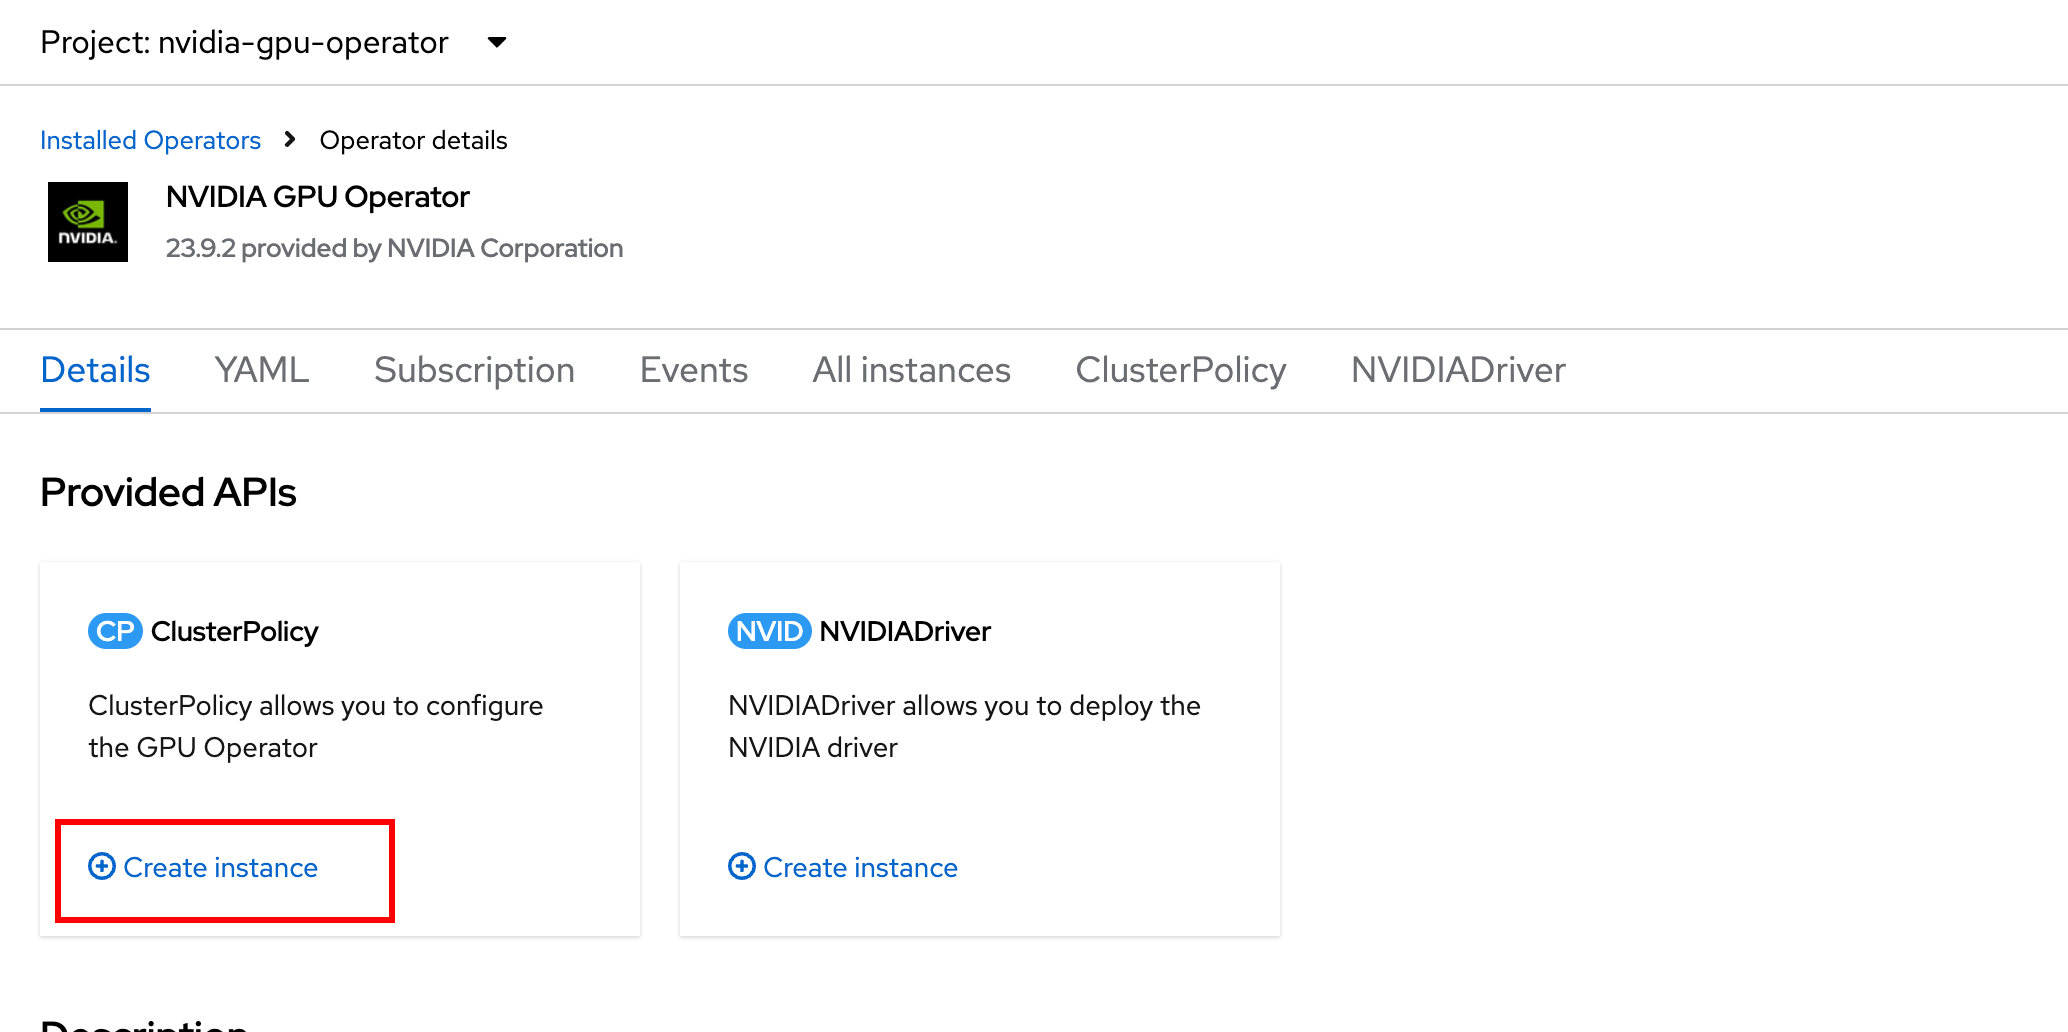 Project: nvidia-gpu-operator
Installed Operators Operator details
NVIDIA GPU Operator
NVIDIA.
23.9.2 provided by NVIDIA Corporation
Details YAML Subscription Events All instances ClusterPolicy NVIDIADriver
Provided APIs
CP ClusterPolicy
ClusterPolicy allows you to configure
the GPU Operator
Create instance
NVID NVIDIADriver
NVIDIADriver allows you to deploy the
NVIDIA driver
Create instance
Description